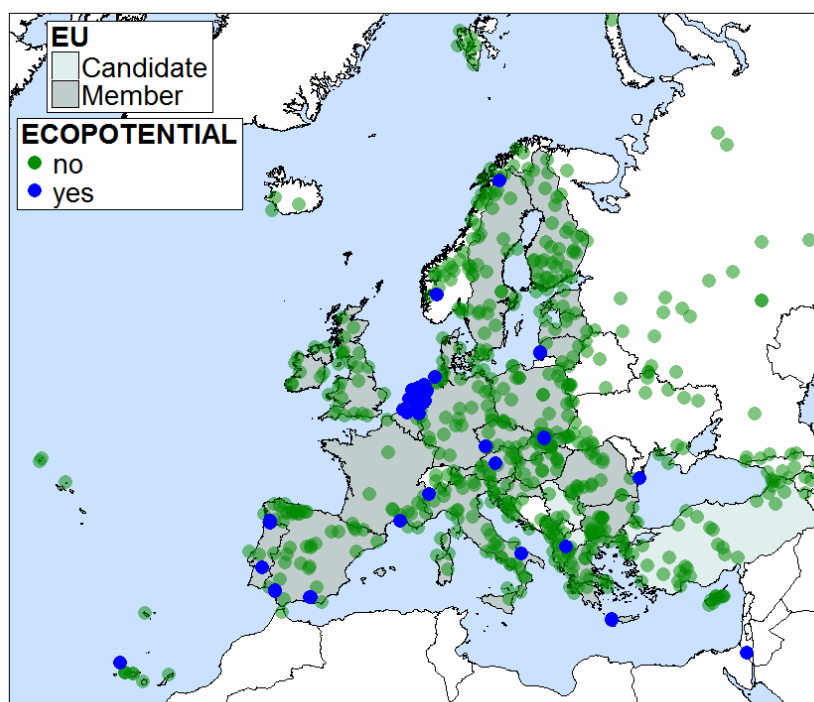 EU
Candidate
Member
ECOPOTENTIAL
no
yes